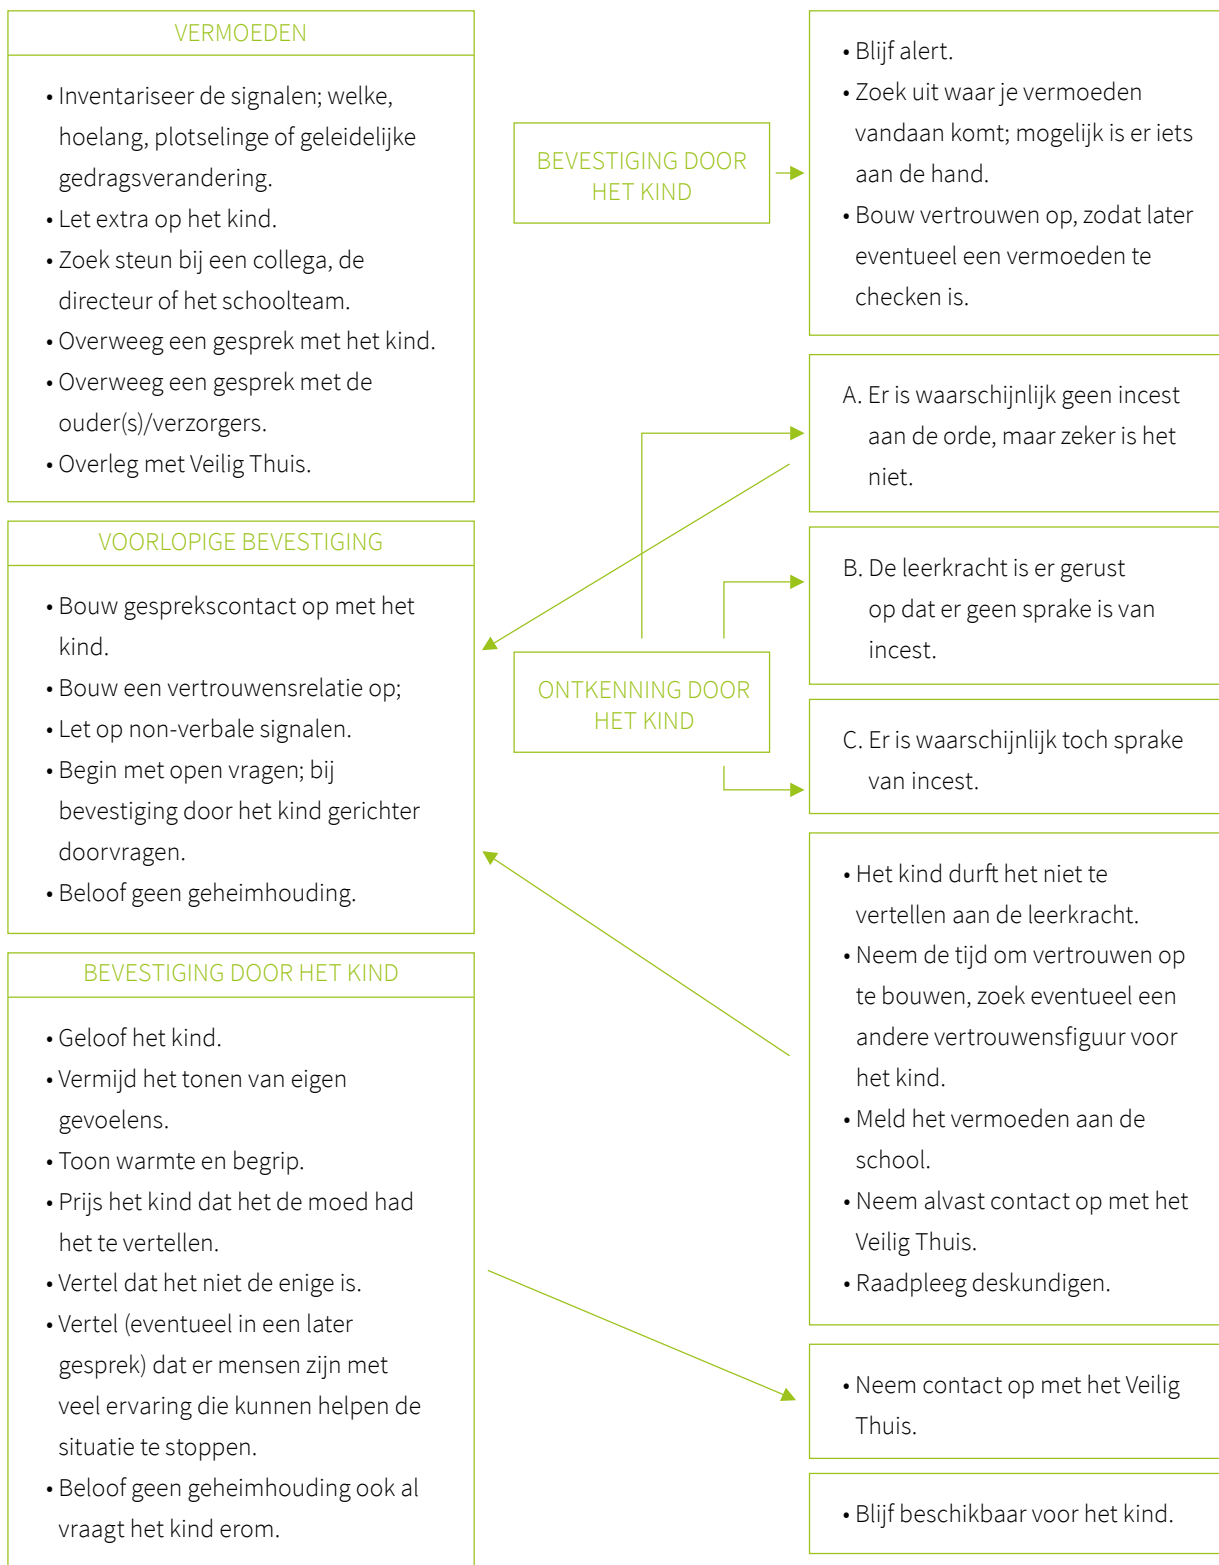 VERMOEDEN
• Inventariseer de signalen; welke,
hoelang, plotselinge of geleidelijke
gedragsverandering.
• Let extra op het kind.
• Zoek steun bij een collega, de
directeur of het schoolteam.
• Overweeg een gesprek met het kind.
• Overweeg een gesprek met de
ouder(s)/verzorgers.
• Overleg met Veilig Thuis.
VOORLOPIGE BEVESTIGING
• Bouw gesprekscontact op met het
kind.
• Bouw een vertrouwensrelatie op;
• Let op non-verbale signalen.
• Begin met open vragen; bij
bevestiging door het kind gerichter
doorvragen.
• Beloof geen geheimhouding.
BEVESTIGING DOOR HET KIND
• Geloof het kind.
• Vermijd het tonen van eigen
gevoelens.
• Toon warmte en begrip.
• Prijs het kind dat het de moed had
het te vertellen.
• Vertel dat het niet de enige is.
• Vertel (eventueel in een later
gesprek) dat er mensen zijn met
veel ervaring die kunnen helpen de
situatie te stoppen.
• Beloof geen geheimhouding ook al
vraagt het kind erom.
BEVESTIGING DOOR
HET KIND
ONTKENNING DOOR
HET KIND
• Blijf alert.
• Zoek uit waar je vermoeden
vandaan komt; mogelijk is er iets
aan de hand.
• Bouw vertrouwen op, zodat later
eventueel een vermoeden te
checken is.
A. Er is waarschijnlijk geen incest
aan de orde, maar zeker is het
niet.
B. De leerkracht is er gerust
op dat er geen sprake is van
incest.
C. Er is waarschijnlijk toch sprake
van incest.
• Het kind durft het niet te
vertellen aan de leerkracht.
• Neem de tijd om vertrouwen op
te bouwen, zoek eventueel een
andere vertrouwensfiguur voor
het kind.
• Meld het vermoeden aan de
school.
• Neem alvast contact op met het
Veilig Thuis.
• Raadpleeg deskundigen.
• Neem contact op met het Veilig
Thuis.
• Blijf beschikbaar voor het kind.